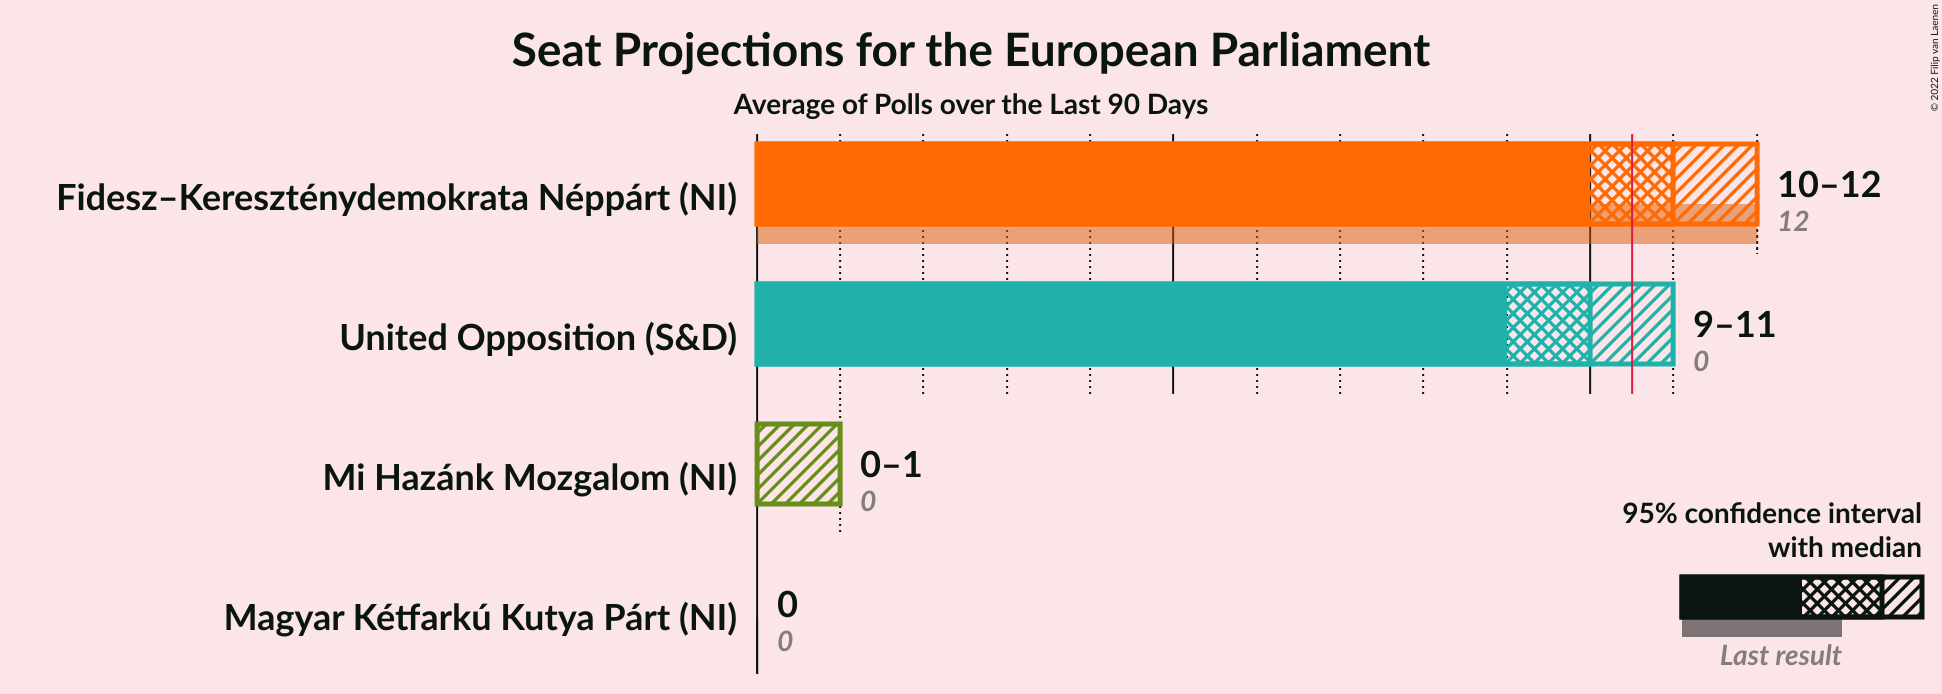 Seat Projections for the European Parliament
Average of Polls over the Last 90 Days
© 2022 Filip van Laenen
Fidesz–Kereszténydemokrata Néppárt (NI)
10–12
12
United Opposition (S&D)
9–11
0
Mi Hazánk Mozgalom (NI)
0–1
0
Magyar Kétfarkú Kutya Párt (NI)
0
0
95% confidence interval
with median
Last result